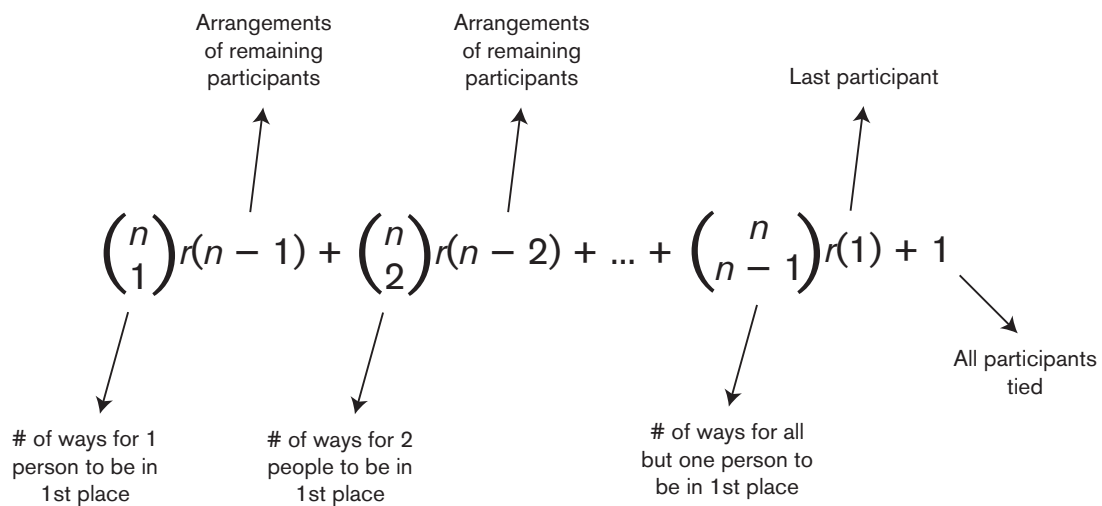 Arrangements
of remaining
participants
Arrangements
of remaining
participants
Last participant
(n 1)r(n − 1) + (n 2)r(n − 2) + ... + (n n − 1)r(1) + 1
All participants
tied
# of ways for 1
person to be in
1st place
# of ways for 2
people to be in
1st place
# of ways for all
but one person to
be in 1st place